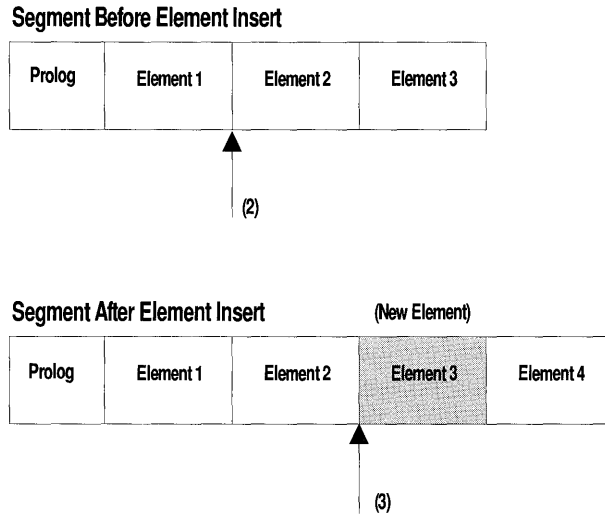 Segment Before Element Insert
Prolog Element 1 Element 2 Element 3
(2)
Segment After Element Insert (New Element)
Prolog Element 1 Element 2 Element 3 Element 4
(3)